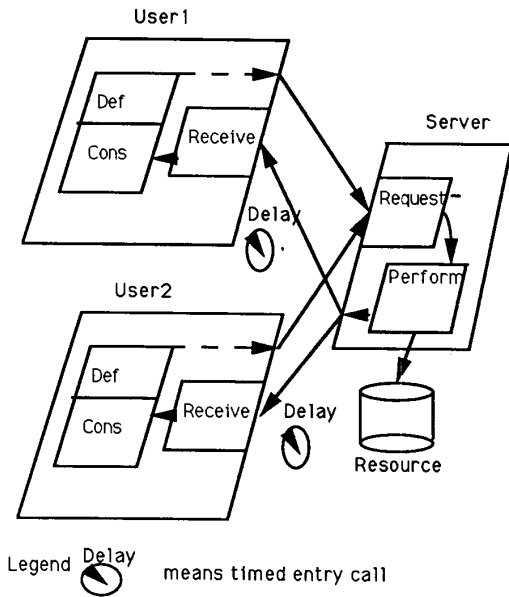 User1
Def
Cons
Receive
Delay
Server
Request
Perform
Resource
User2
Def
Cons
Receive
Delay
Legend Delay
means timed entry call